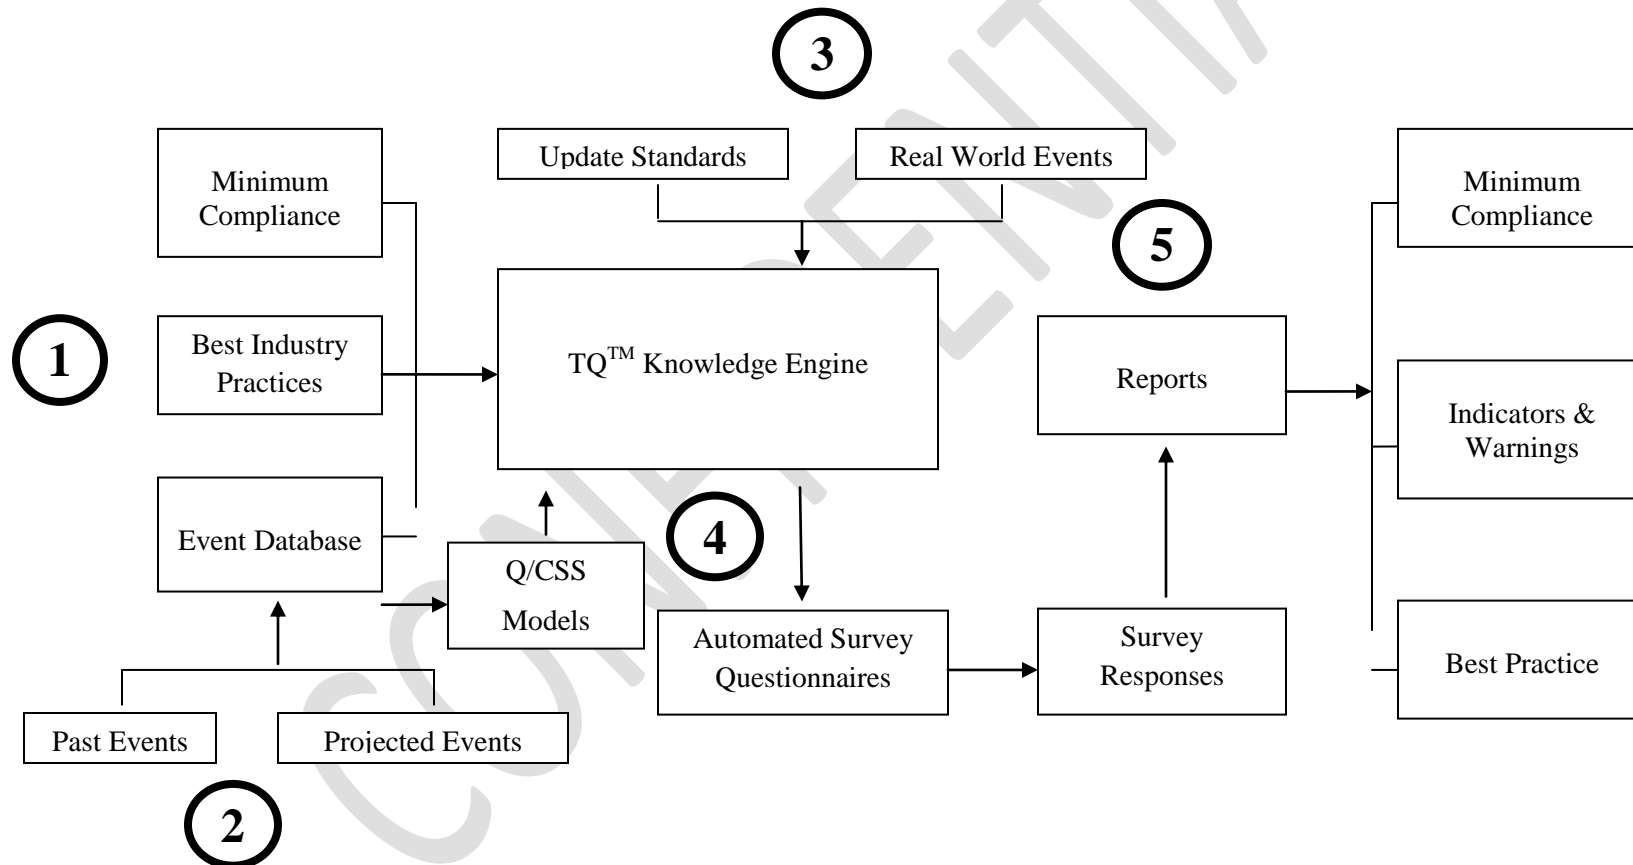 3
Update Standards
Real World Events
Minimum
Compliance
Minimum
Compliance
5
1
Best Industry
Practices
TQ™ Knowledge Engine
Reports
Indicators &
Warnings
Event Database
4
Q/CSS
Models
Automated Survey
Questionnaires
Survey
Responses
Best Practice
Past Events
Projected Events
2
CONFIDENTIA